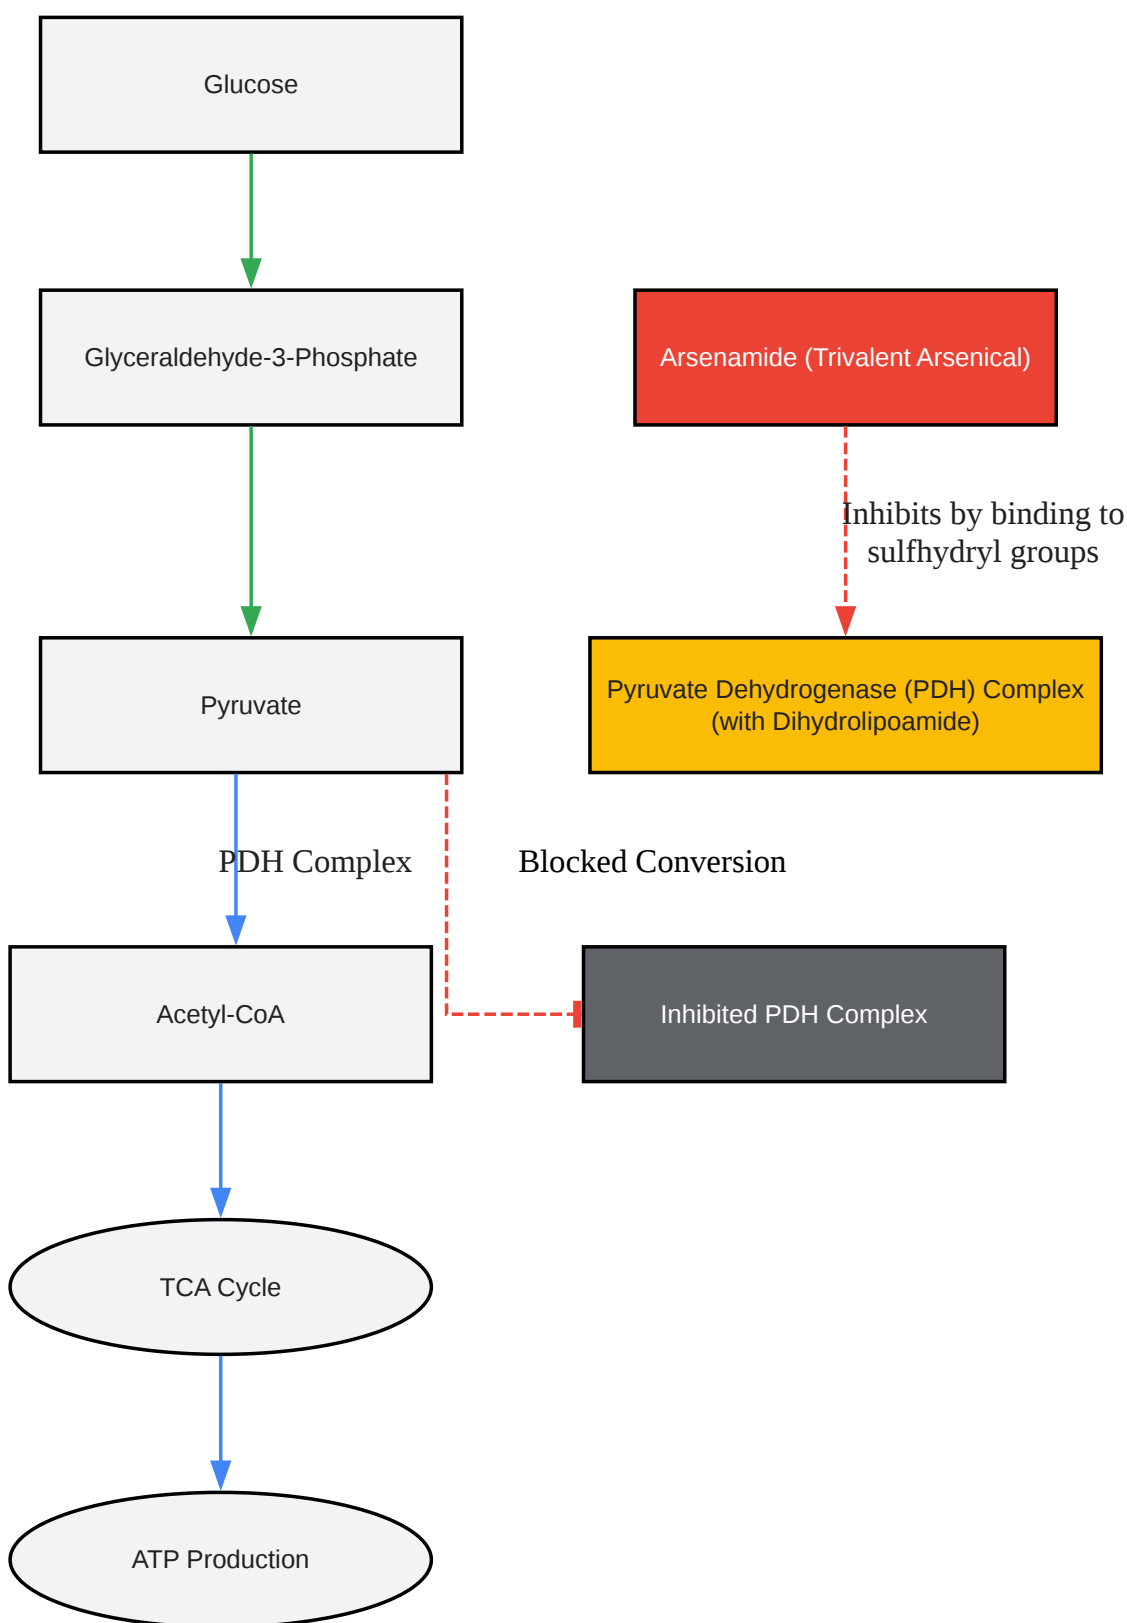 Glucose
Glyceraldehyde-3-Phosphate
Arsenamide (Trivalent Arsenical)
Inhibits by binding to
sulfhydryl groups
Pyruvate
Pyruvate Dehydrogenase (PDH) Complex
(with Dihydrolipoamide)
PDH Complex
Blocked Conversion
Acetyl-CoA
Inhibited PDH Complex
TCA Cycle
ATP Production